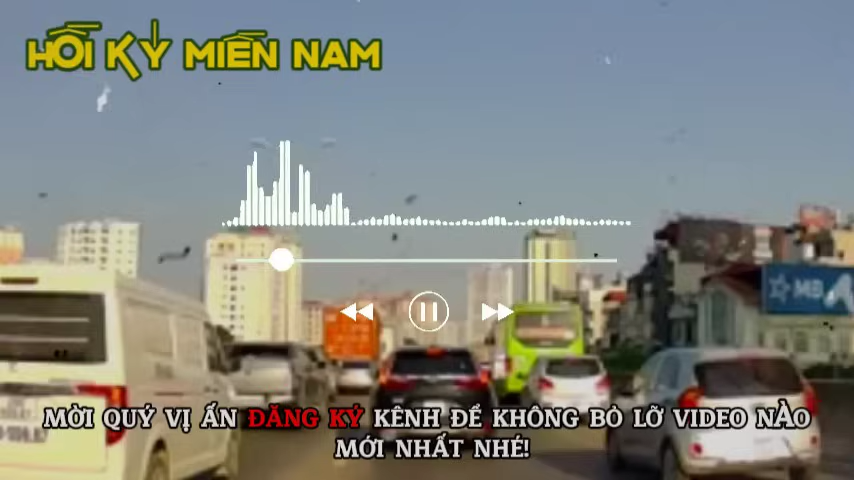 HỒI KÝ MIỀN NAM
MB
MỜI QUÝ VỊ ẤN ĐĂNG KÝ KÊNH ĐỂ KHÔNG BỎ LỠ VIDEO NÀO
MỚI NHẤT NHÉ!